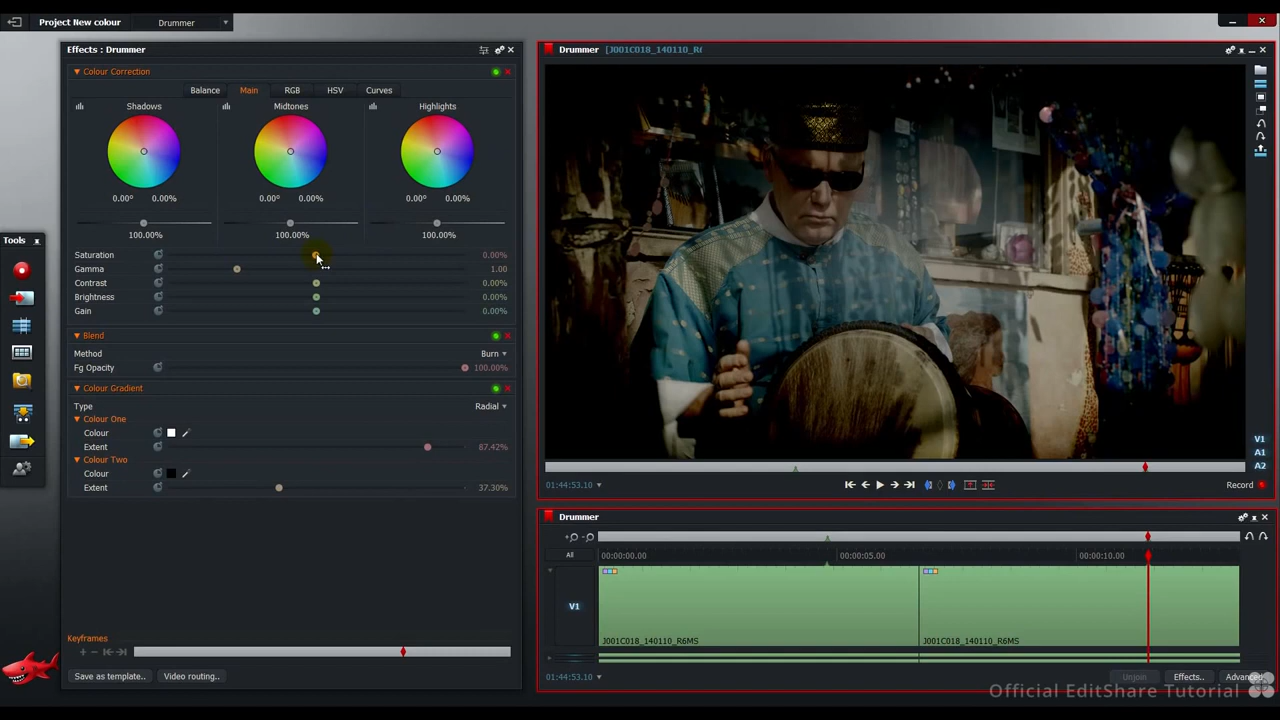 Project New colour
Drummer
Effects : Drummer
Colour Correction
Balance Main RGB HSV Curves
Shadows Midtones Highlights
0.00º 0.00% 0.00º 0.00% 0.00º 0.00%
100.00% 100.00% 100.00%
Saturation 0.00%
Gamma 1.00
Contrast 0.00%
Brightness 0.00%
Gain 0.00%
Blend
Method Burn
Fg Opacity 100.00%
Colour Gradient
Type Radial
Colour One
Colour
Extent 87.42%
Colour Two
Colour
Extent 37.30%
Keyframes
Save as template.. Video routing..
Tools
Drummer [J001C018_140110_R
V1
A1
A2
01:44:53.10 Record
Drummer
All 00:00:00.00 00:00:05.00 00:00:10.00
V1
J001C018_140110_R6MS J001C018_140110_R6MS
01:44:53.10 Unjoin Effects.. Advanced
Official EditShare Tutorial